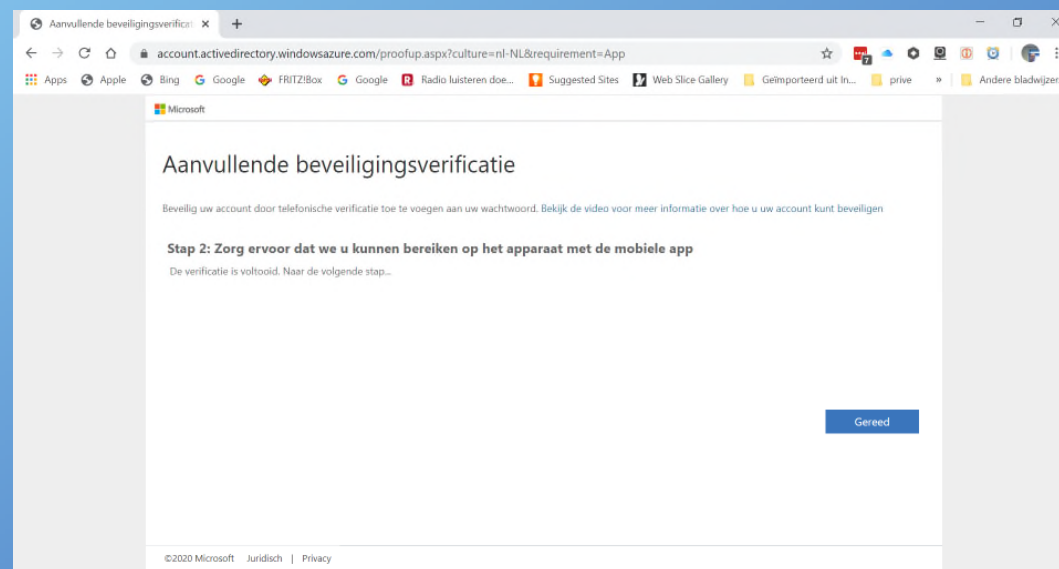 Aanvullende beveiligingsverificat
account.activedirectory.windowsazure.com/proofup.aspx?culture=nl-NL&requirement=App
7
Apps Apple Bing Google FRITZ!Box Google Radio luisteren doe... Suggested Sites Web Slice Gallery Geïmporteerd uit In... prive » Andere bladwijzer
Microsoft
Aanvullende beveiligingsverificatie
Beveilig uw account door telefonische verificatie toe te voegen aan uw wachtwoord. Bekijk de video voor meer informatie over hoe u uw account kunt beveiligen
Stap 2: Zorg ervoor dat we u kunnen bereiken op het apparaat met de mobiele app
De verificatie is voltooid. Naar de volgende stap...
Gereed
©2020 Microsoft Juridisch | Privacy